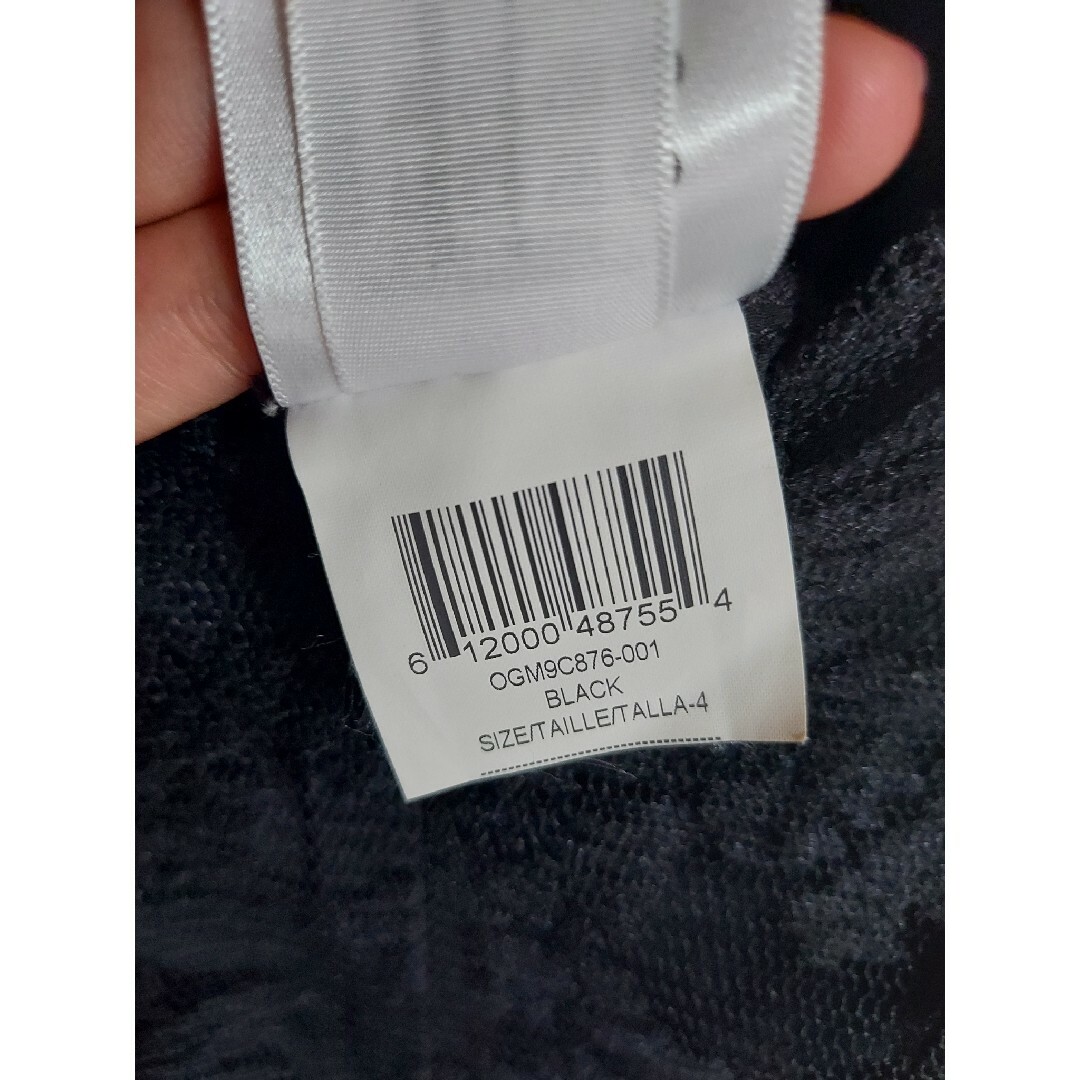 6 12000 48755 4
OGM9C876-001
BLACK
SIZE/TAILLE/TALLA-4